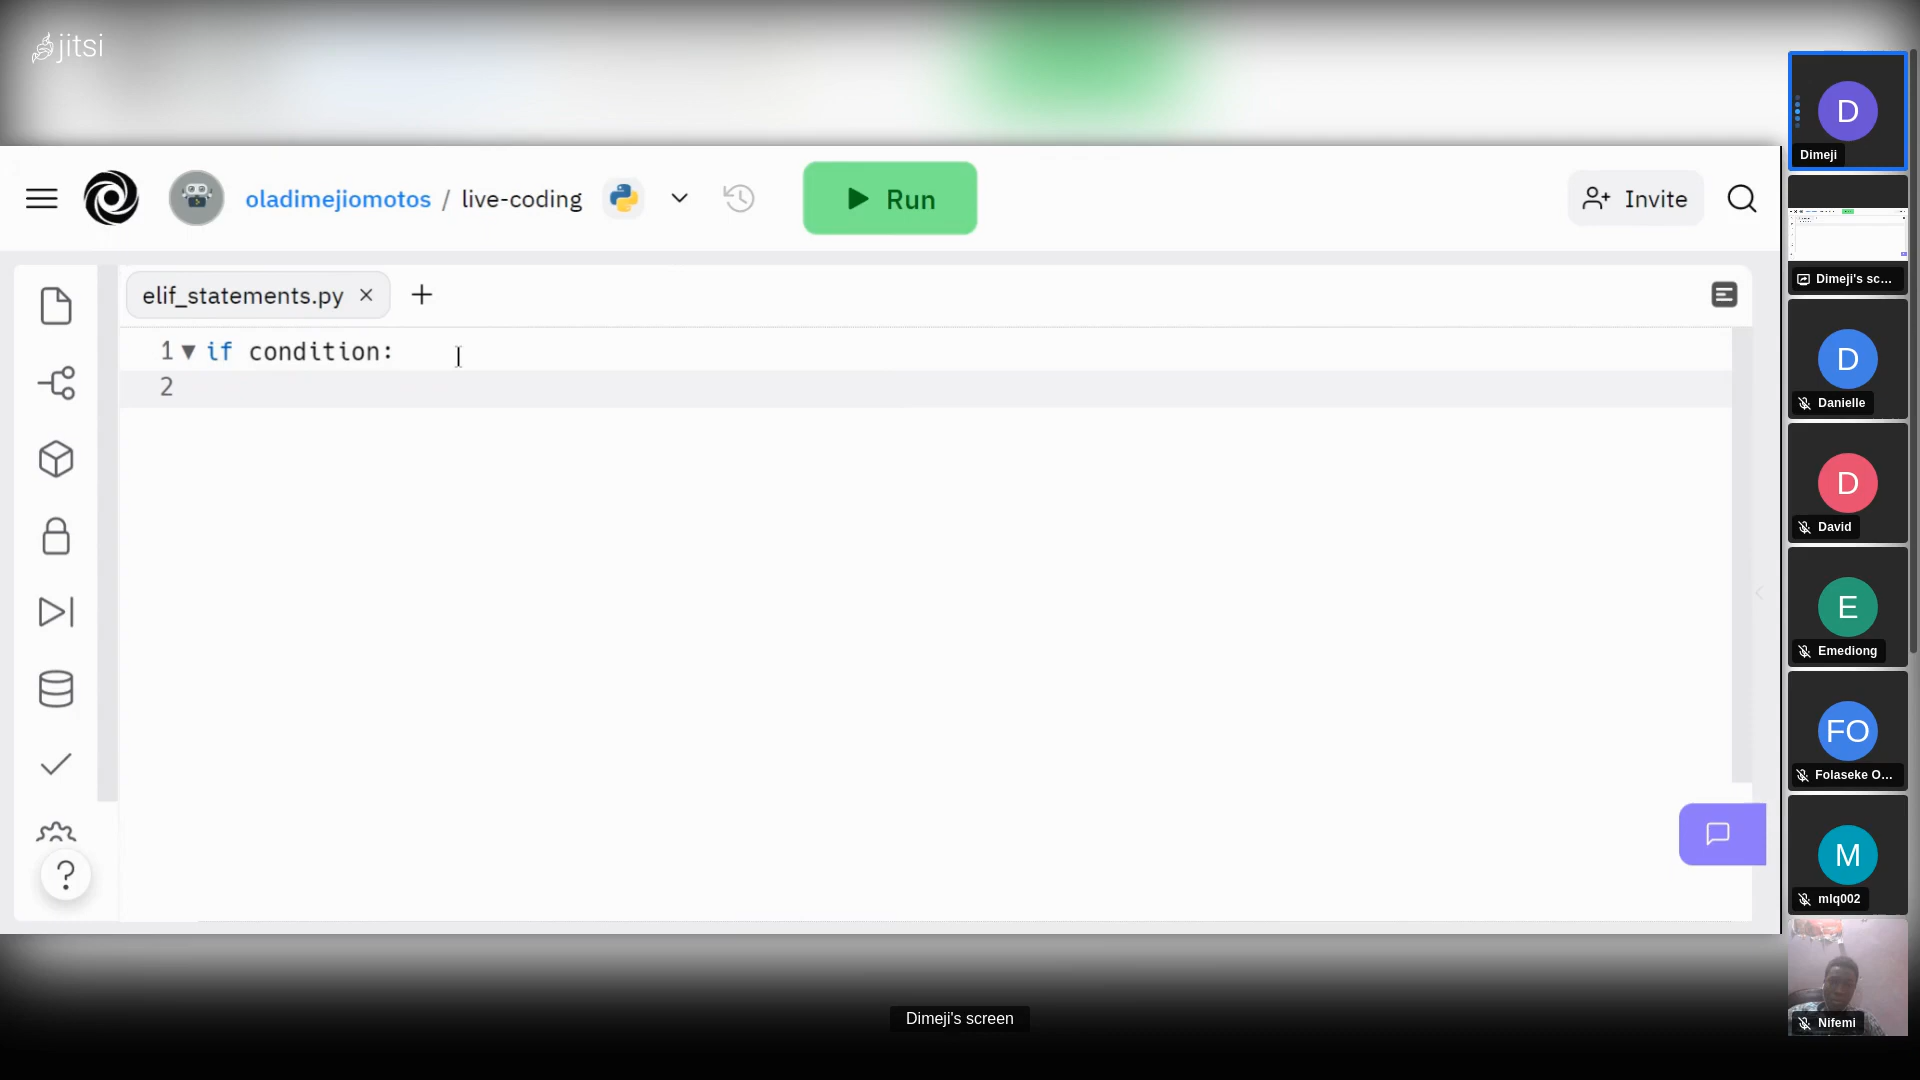 jitsi
oladimejiomotos / live-coding
Run
Invite
elif_statements.py
1 if condition:
2
?
Dimeji's screen
D
Dimeji
Dimeji's sc...
D
Danielle
D
David
E
Emediong
FO
Folaseke O...
M
mlq002
Nifemi